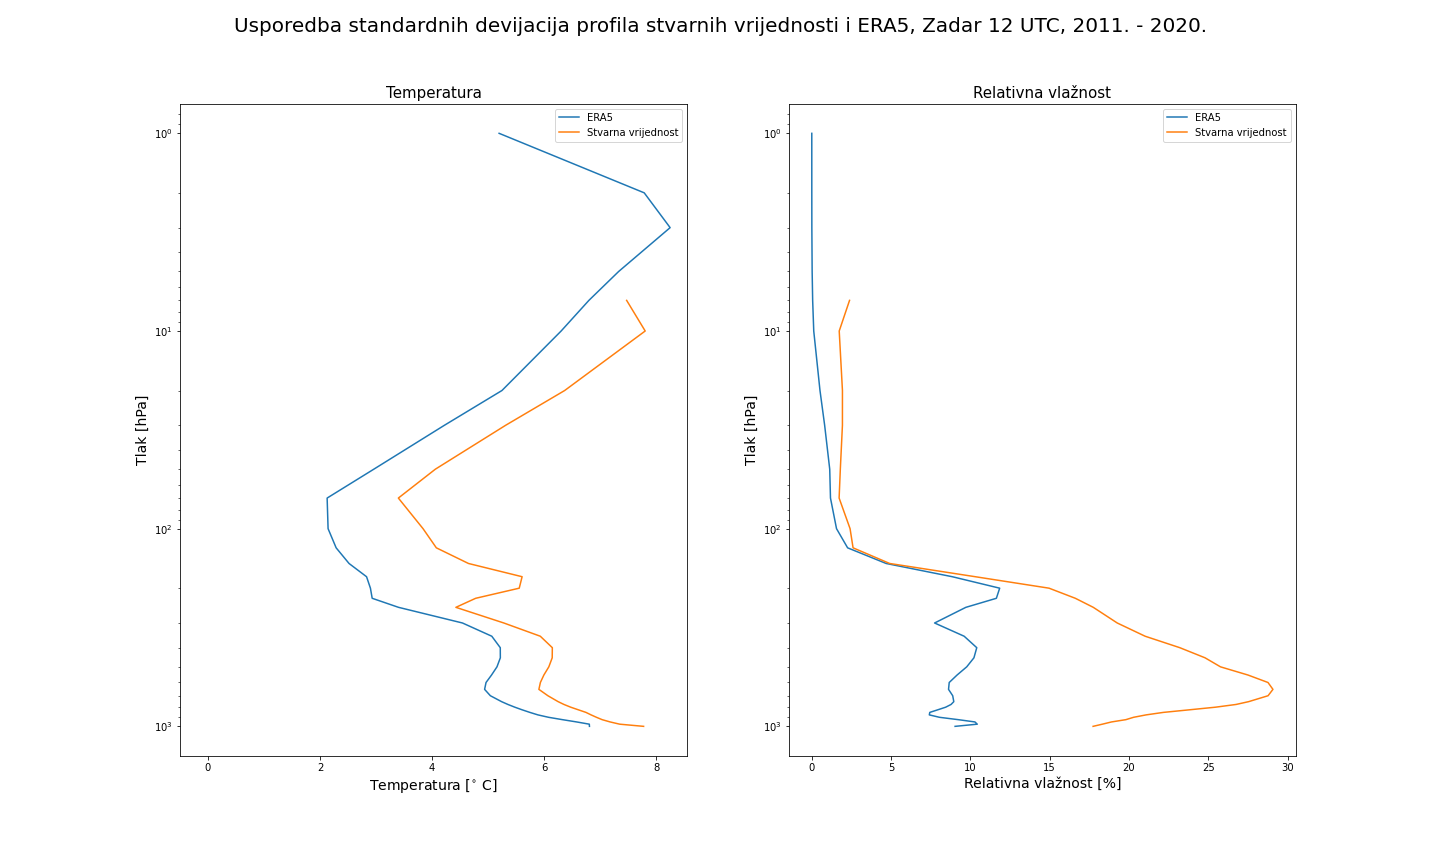 Usporedba standardnih devijacija profila stvarnih vrijednosti i ERA5, Zadar 12 UTC, 2011. - 2020.
Temperatura
ERA5
Stvarna vrijednost
10⁰
10¹
10²
10³
Tlak [hPa]
0 2 4 6 8
Temperatura [° C]
Relativna vlažnost
ERA5
Stvarna vrijednost
10⁰
10¹
10²
10³
Tlak [hPa]
0 5 10 15 20 25 30
Relativna vlažnost [%]